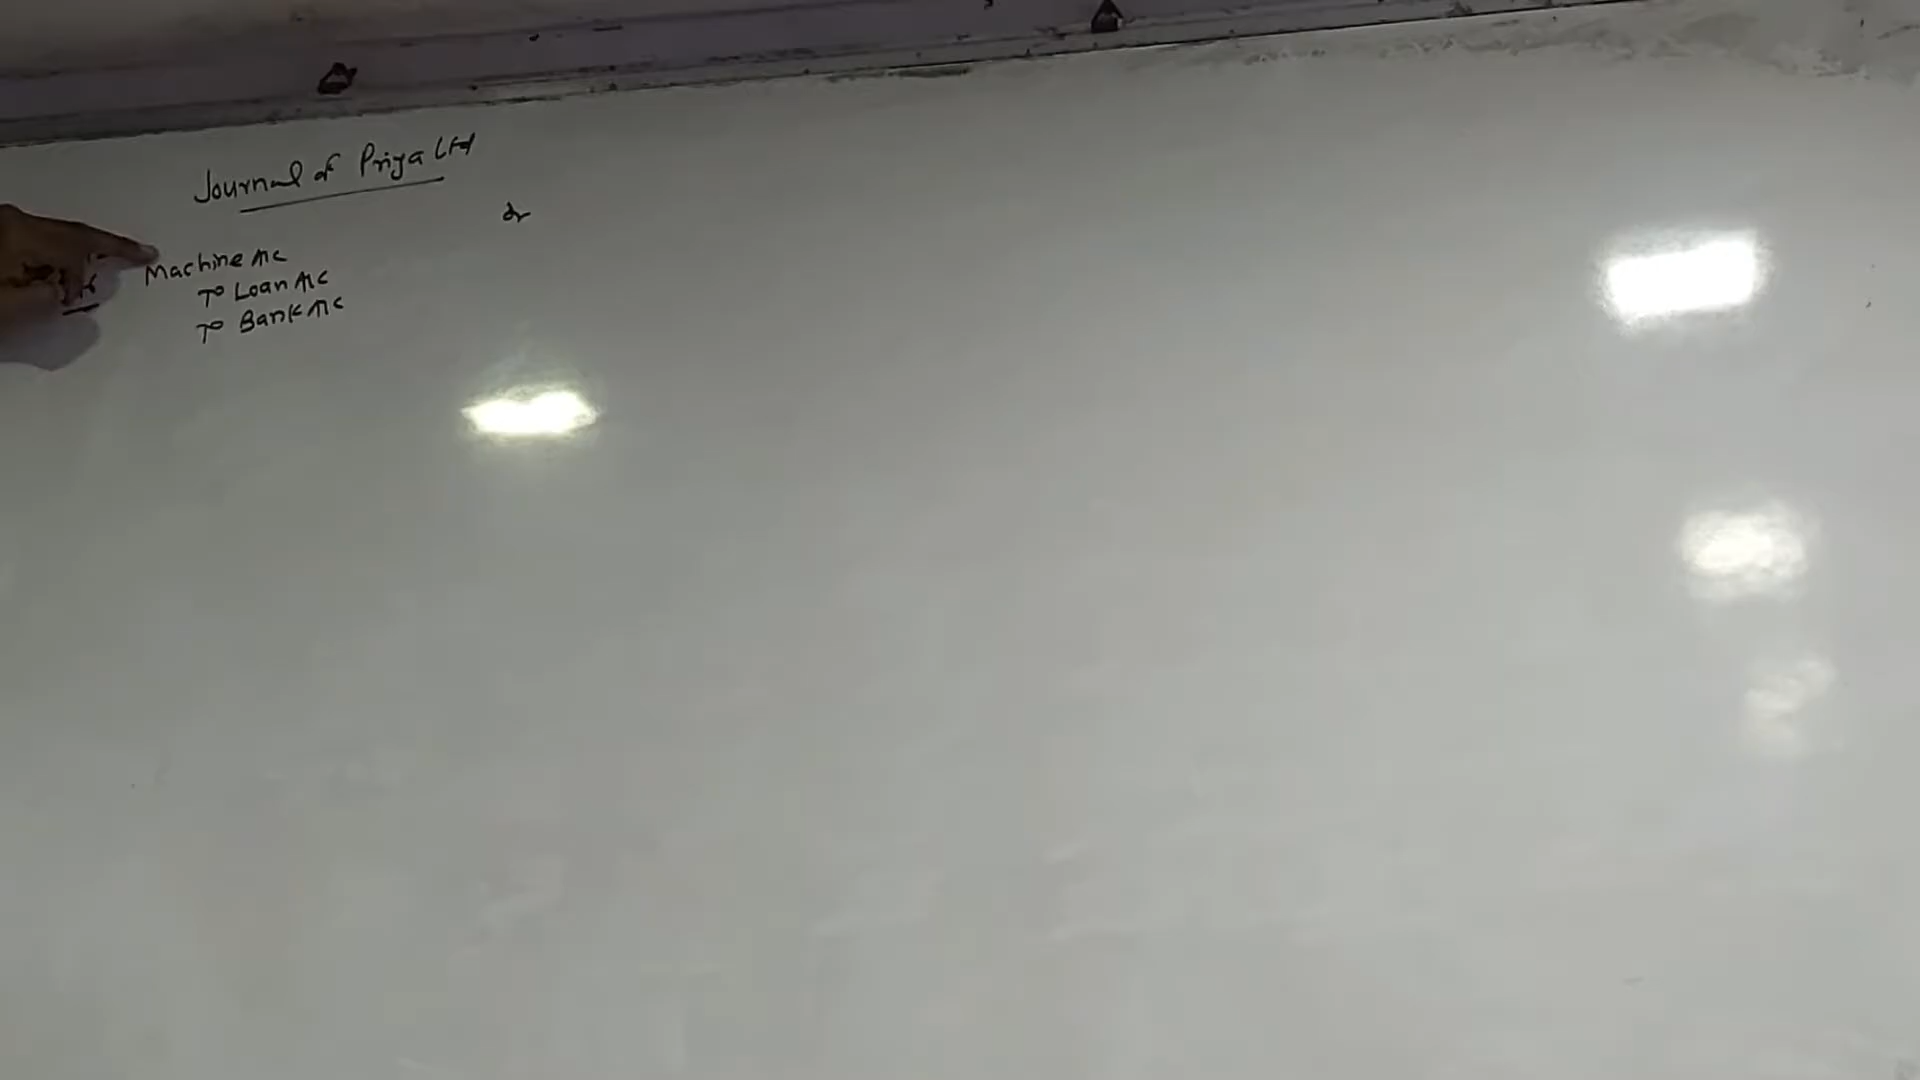 Journal of Priya Ltd
dr
Machine A/c
To Loan A/c
To Bank A/c